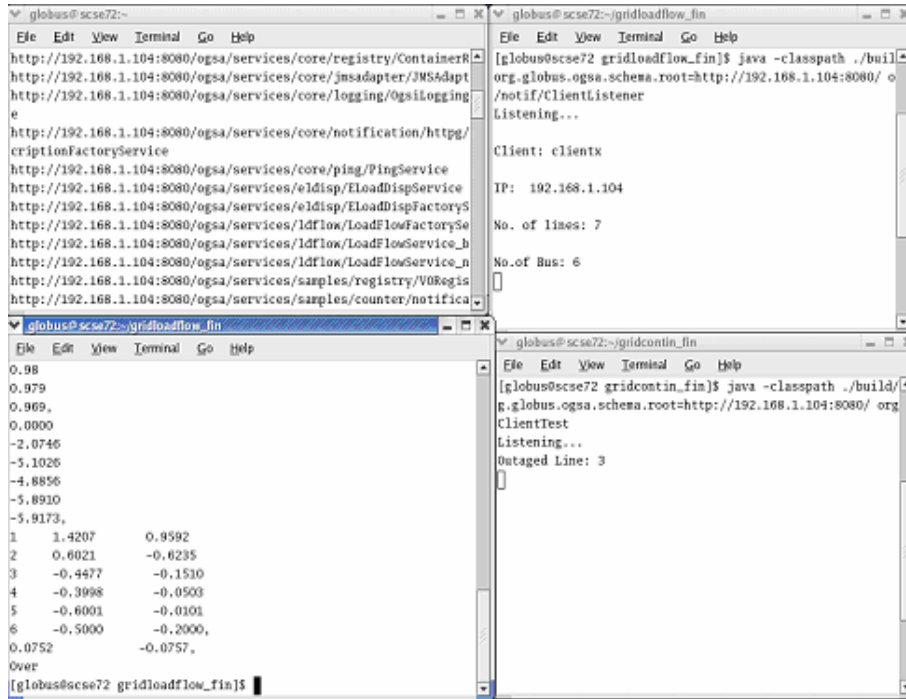 globus@scse72:~
File Edit View Terminal Go Help
http://192.168.1.104:8080/ogsa/services/core/registry/ContainerR
http://192.168.1.104:8080/ogsa/services/core/jmsadapter/JMSAdapt
http://192.168.1.104:8080/ogsa/services/core/logging/OgsiLogging
e
http://192.168.1.104:8080/ogsa/services/core/notification/httpg/
criptionFactoryService
http://192.168.1.104:8080/ogsa/services/core/ping/PingService
http://192.168.1.104:8080/ogsa/services/eldisp/ELoadDispService
http://192.168.1.104:8080/ogsa/services/eldisp/ELoadDispFactoryS
http://192.168.1.104:8080/ogsa/services/ldflow/LoadFlowFactorySe
http://192.168.1.104:8080/ogsa/services/ldflow/LoadFlowService_b
http://192.168.1.104:8080/ogsa/services/ldflow/LoadFlowService_n
http://192.168.1.104:8080/ogsa/services/samples/registry/VORegis
http://192.168.1.104:8080/ogsa/services/samples/counter/notifica
globus@scse72:~/gridloadflow_fin
File Edit View Terminal Go Help
[globus@scse72 gridloadflow_fin]$ java -classpath ./buil
org.globus.ogsa.schema.root=http://192.168.1.104:8080/ o
/notif/ClientListener
Listening...
Client: clientx
IP: 192.168.1.104
No. of lines: 7
No.of Bus: 6
globus@scse72:~/gridloadflow_fin
File Edit View Terminal Go Help
0.98
0.979
0.969,
0.0000
-2.0746
-5.1026
-4.8856
-5.8910
-5.9173,
1 1.4207 0.9592
2 0.6021 -0.6235
3 -0.4477 -0.1510
4 -0.3998 -0.0503
5 -0.6001 -0.0101
6 -0.5000 -0.2000,
0.0752 -0.0757,
Over
[globus@scse72 gridloadflow_fin]$
globus@scse72:~/gridcontin_fin
File Edit View Terminal Go Help
[globus@scse72 gridcontin_fin]$ java -classpath ./build/
g.globus.ogsa.schema.root=http://192.168.1.104:8080/ org
ClientTest
Listening...
Outaged Line: 3